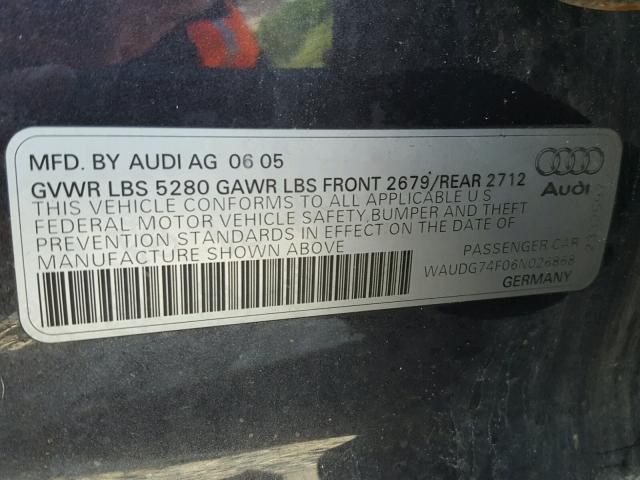 MFD. BY AUDI AG 06 05
GVWR LBS 5280 GAWR LBS FRONT 2679/REAR 2712
THIS VEHICLE CONFORMS TO ALL APPLICABLE U S
FEDERAL MOTOR VEHICLE SAFETY, BUMPER AND THEFT
PREVENTION STANDARDS IN EFFECT ON THE DATE OF
MANUFACTURE SHOWN ABOVE
Audi
PASSENGER CAR
WAUDG74F06N026868
GERMANY